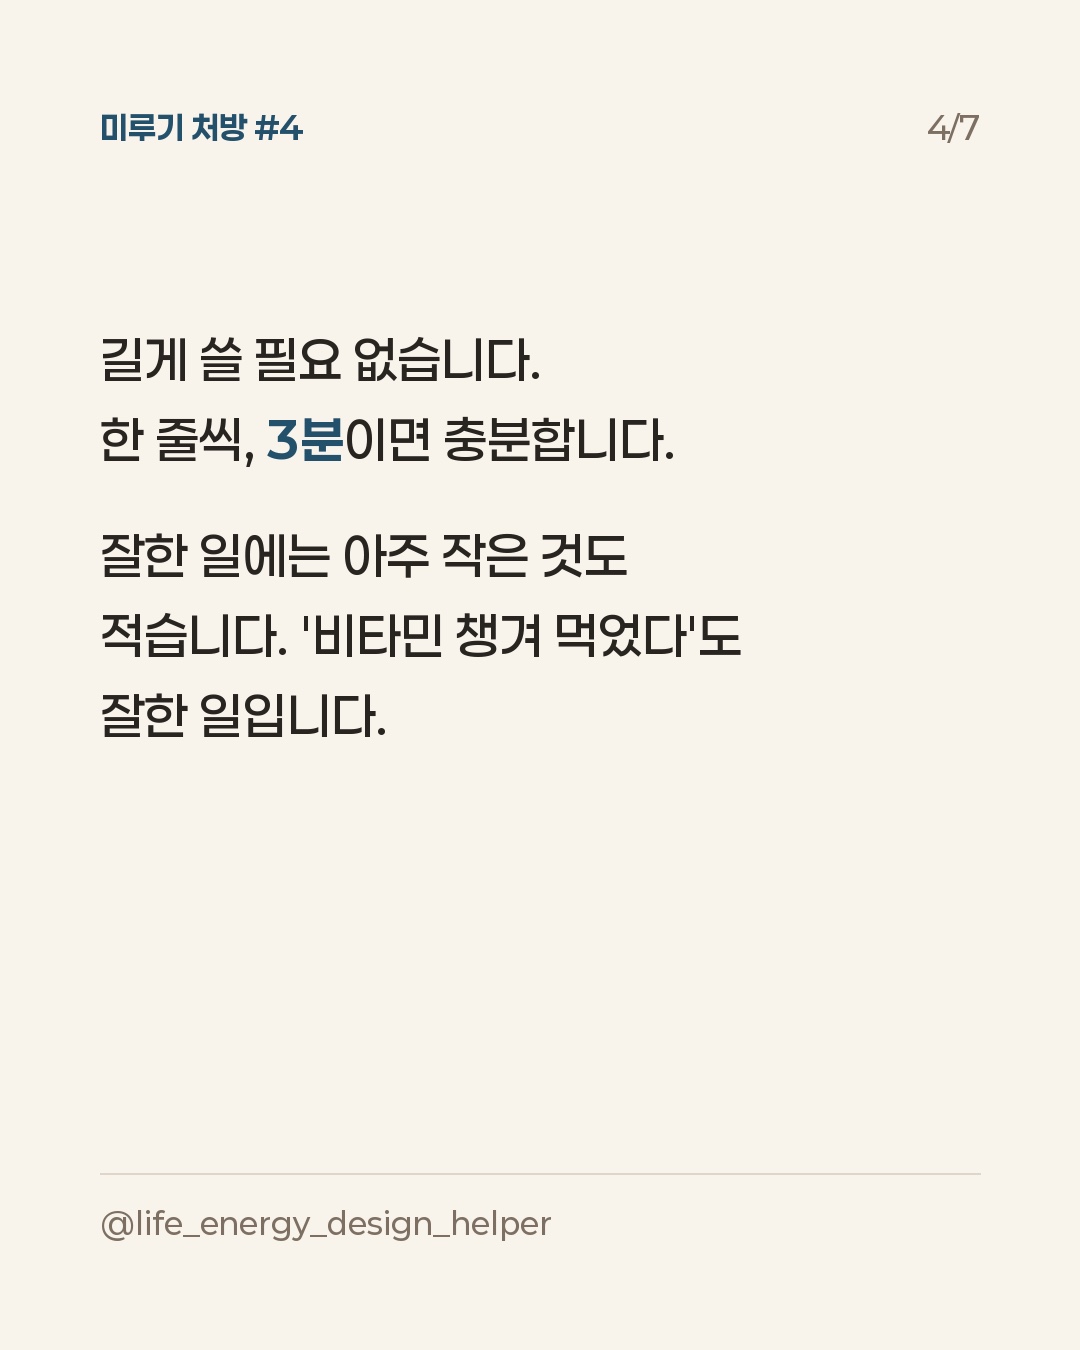 미루기 처방 #4
4/7
길게 쓸 필요 없습니다.
한 줄씩, 3분이면 충분합니다.
잘한 일에는 아주 작은 것도
적습니다. '비타민 챙겨 먹었다'도
잘한 일입니다.
@life_energy_design_helper